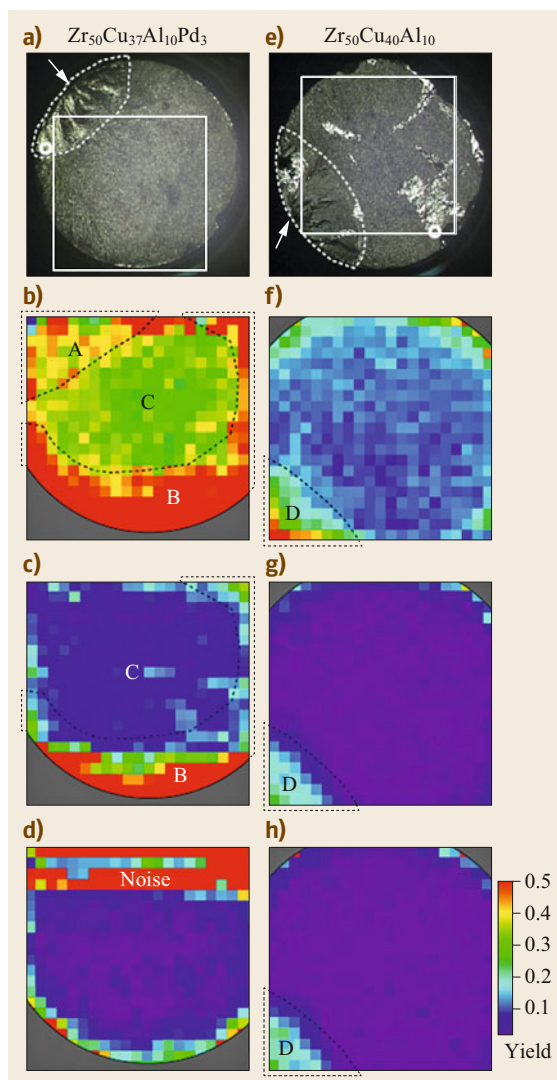 a) Zr₅₀Cu₃₇Al₁₀Pd₃ e) Zr₅₀Cu₄₀Al₁₀
b) f)
A
C
B
D
c) g)
C
B
D
d) h)
Noise
0.5
0.4
0.3
0.2
0.1
D
Yield